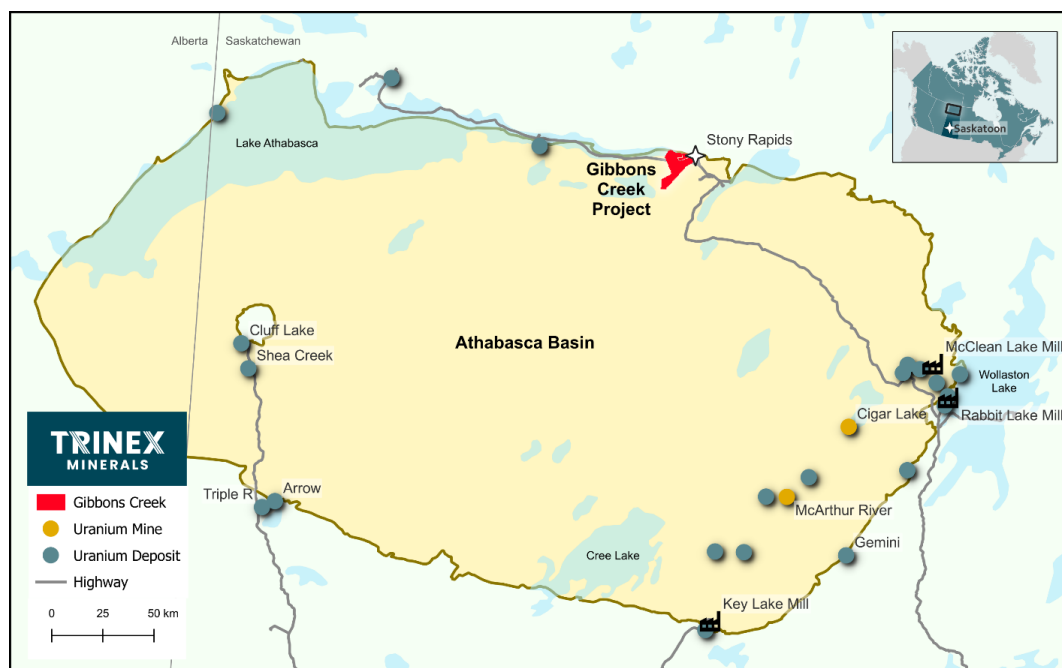 Alberta
Saskatchewan
Lake Athabasca
Stony Rapids
Saskatoon
Gibbons
Creek
Project
Cluff Lake
Shea Creek
Athabasca Basin
McClean Lake Mill
Wollaston
Lake
Rabbit Lake Mill
Cigar Lake
Triple R
Arrow
McArthur River
Cree Lake
Gemini
Key Lake Mill
TRINEX
MINERALS
Gibbons Creek
Uranium Mine
Uranium Deposit
Highway
0 25 50 km